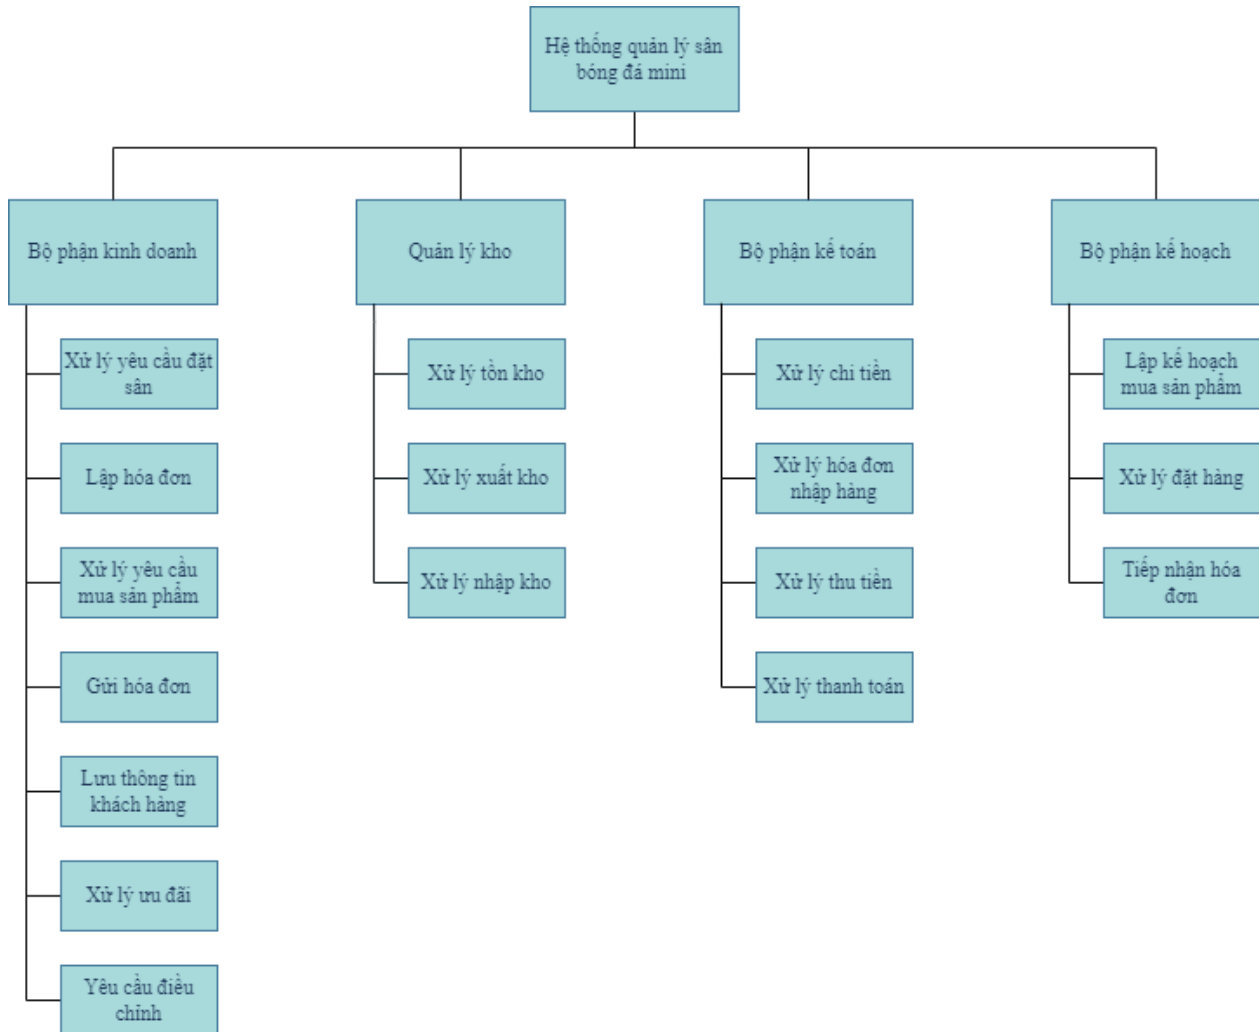 Hệ thống quản lý sân
bóng đá mini
Bộ phận kinh doanh
Quản lý kho
Bộ phận kế toán
Bộ phận kế hoạch
Xử lý yêu cầu đặt
sân
Lập hóa đơn
Xử lý yêu cầu
mua sản phẩm
Gửi hóa đơn
Lưu thông tin
khách hàng
Xử lý ưu đãi
Yêu cầu điều
chỉnh
Xử lý tồn kho
Xử lý xuất kho
Xử lý nhập kho
Xử lý chi tiền
Xử lý hóa đơn
nhập hàng
Xử lý thu tiền
Xử lý thanh toán
Lập kế hoạch
mua sản phẩm
Xử lý đặt hàng
Tiếp nhận hóa
đơn